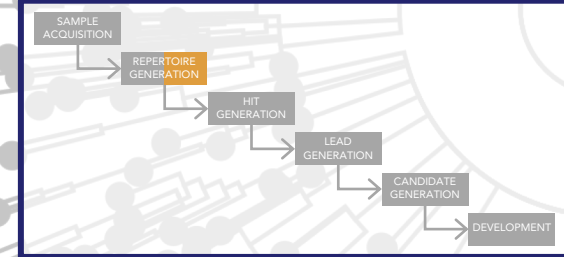 SAMPLE
ACQUISITION
REPERTOIRE
GENERATION
HIT
GENERATION
LEAD
GENERATION
CANDIDATE
GENERATION
DEVELOPMENT